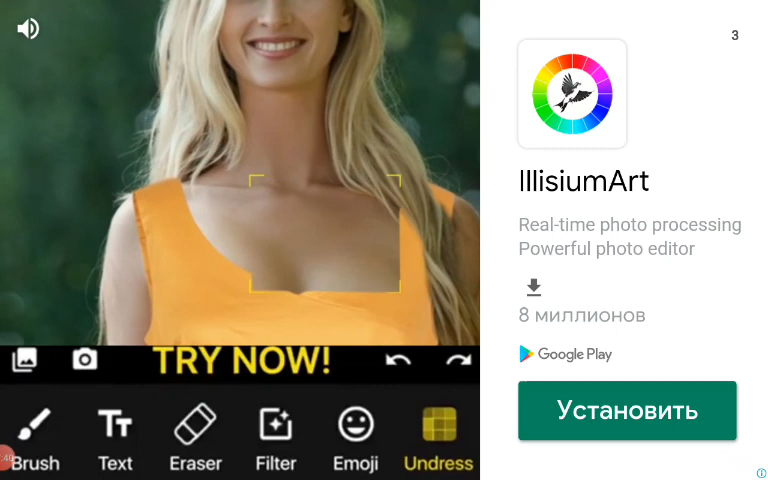 3
IllisiumArt
Real-time photo processing
Powerful photo editor
8 миллионов
Google Play
Установить
TRY NOW!
Brush Text Eraser Filter Emoji Undress